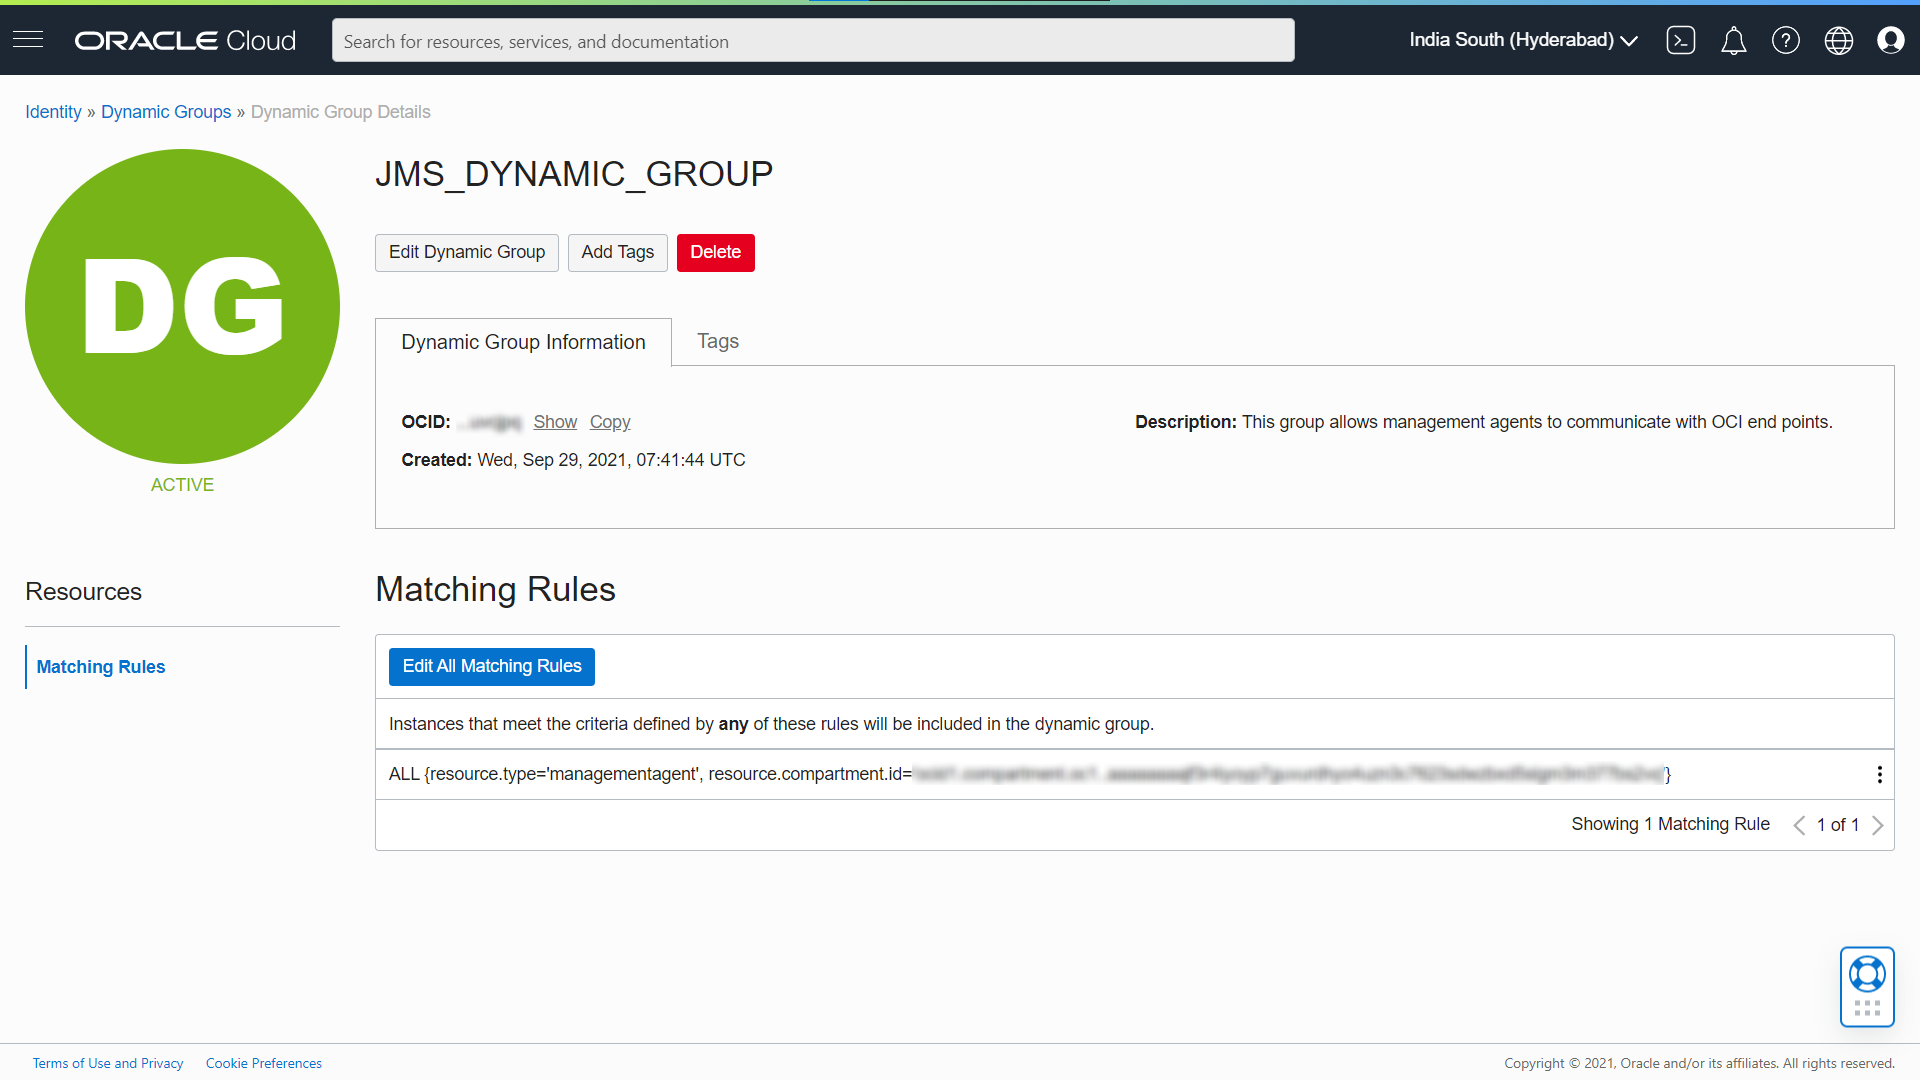 ORACLE Cloud
Search for resources, services, and documentation
India South (Hyderabad)
Identity » Dynamic Groups » Dynamic Group Details
DG
ACTIVE
JMS_DYNAMIC_GROUP
Edit Dynamic Group
Add Tags
Delete
Dynamic Group Information
Tags
OCID: Show Copy
Description: This group allows management agents to communicate with OCI end points.
Created: Wed, Sep 29, 2021, 07:41:44 UTC
Resources
Matching Rules
Matching Rules
Edit All Matching Rules
Instances that meet the criteria defined by any of these rules will be included in the dynamic group.
ALL {resource.type='managementagent', resource.compartment.id= }
Showing 1 Matching Rule
1 of 1
Terms of Use and Privacy
Cookie Preferences
Copyright © 2021, Oracle and/or its affiliates. All rights reserved.